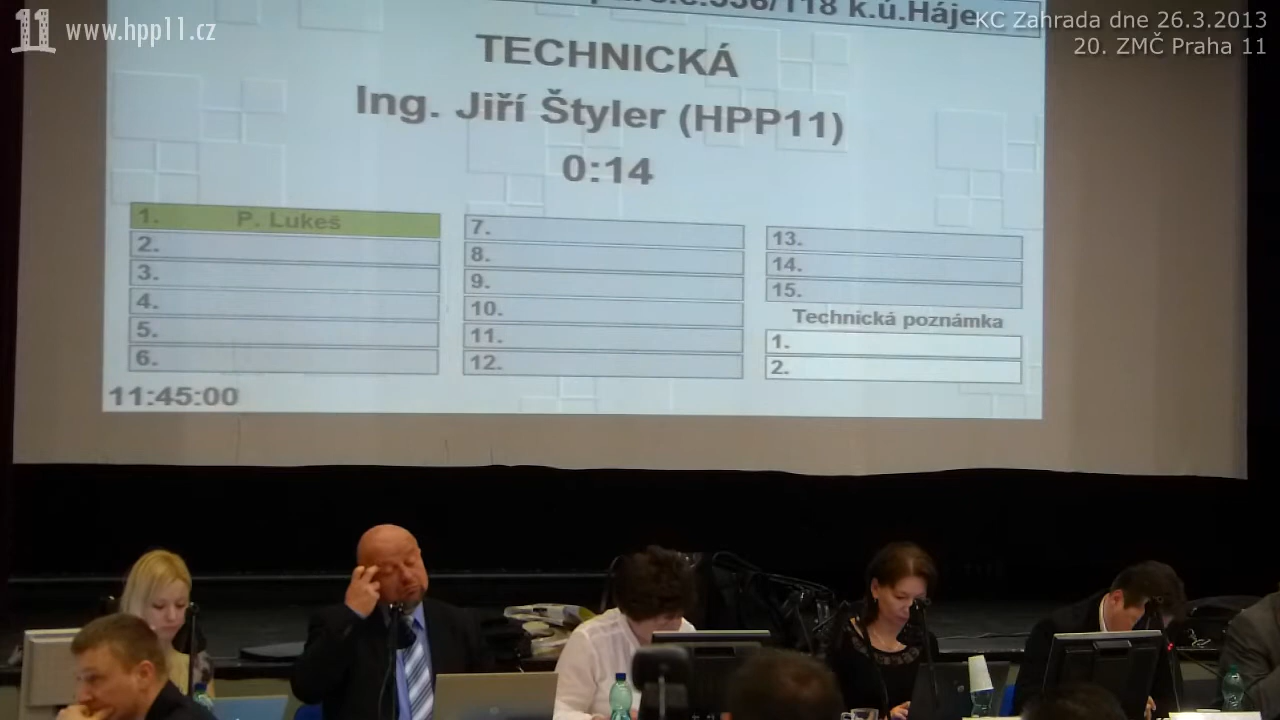 11 www.hpp11.cz
KC Zahrada dne 26.3.2013
20. ZMČ Praha 11
k.ú.Háje
TECHNICKÁ
Ing. Jiří Štyler (HPP11)
0:14
1. P. Lukeš
2.
3.
4.
5.
6.
7.
8.
9.
10.
11.
12.
13.
14.
15.
Technická poznámka
1.
2.
11:45:00